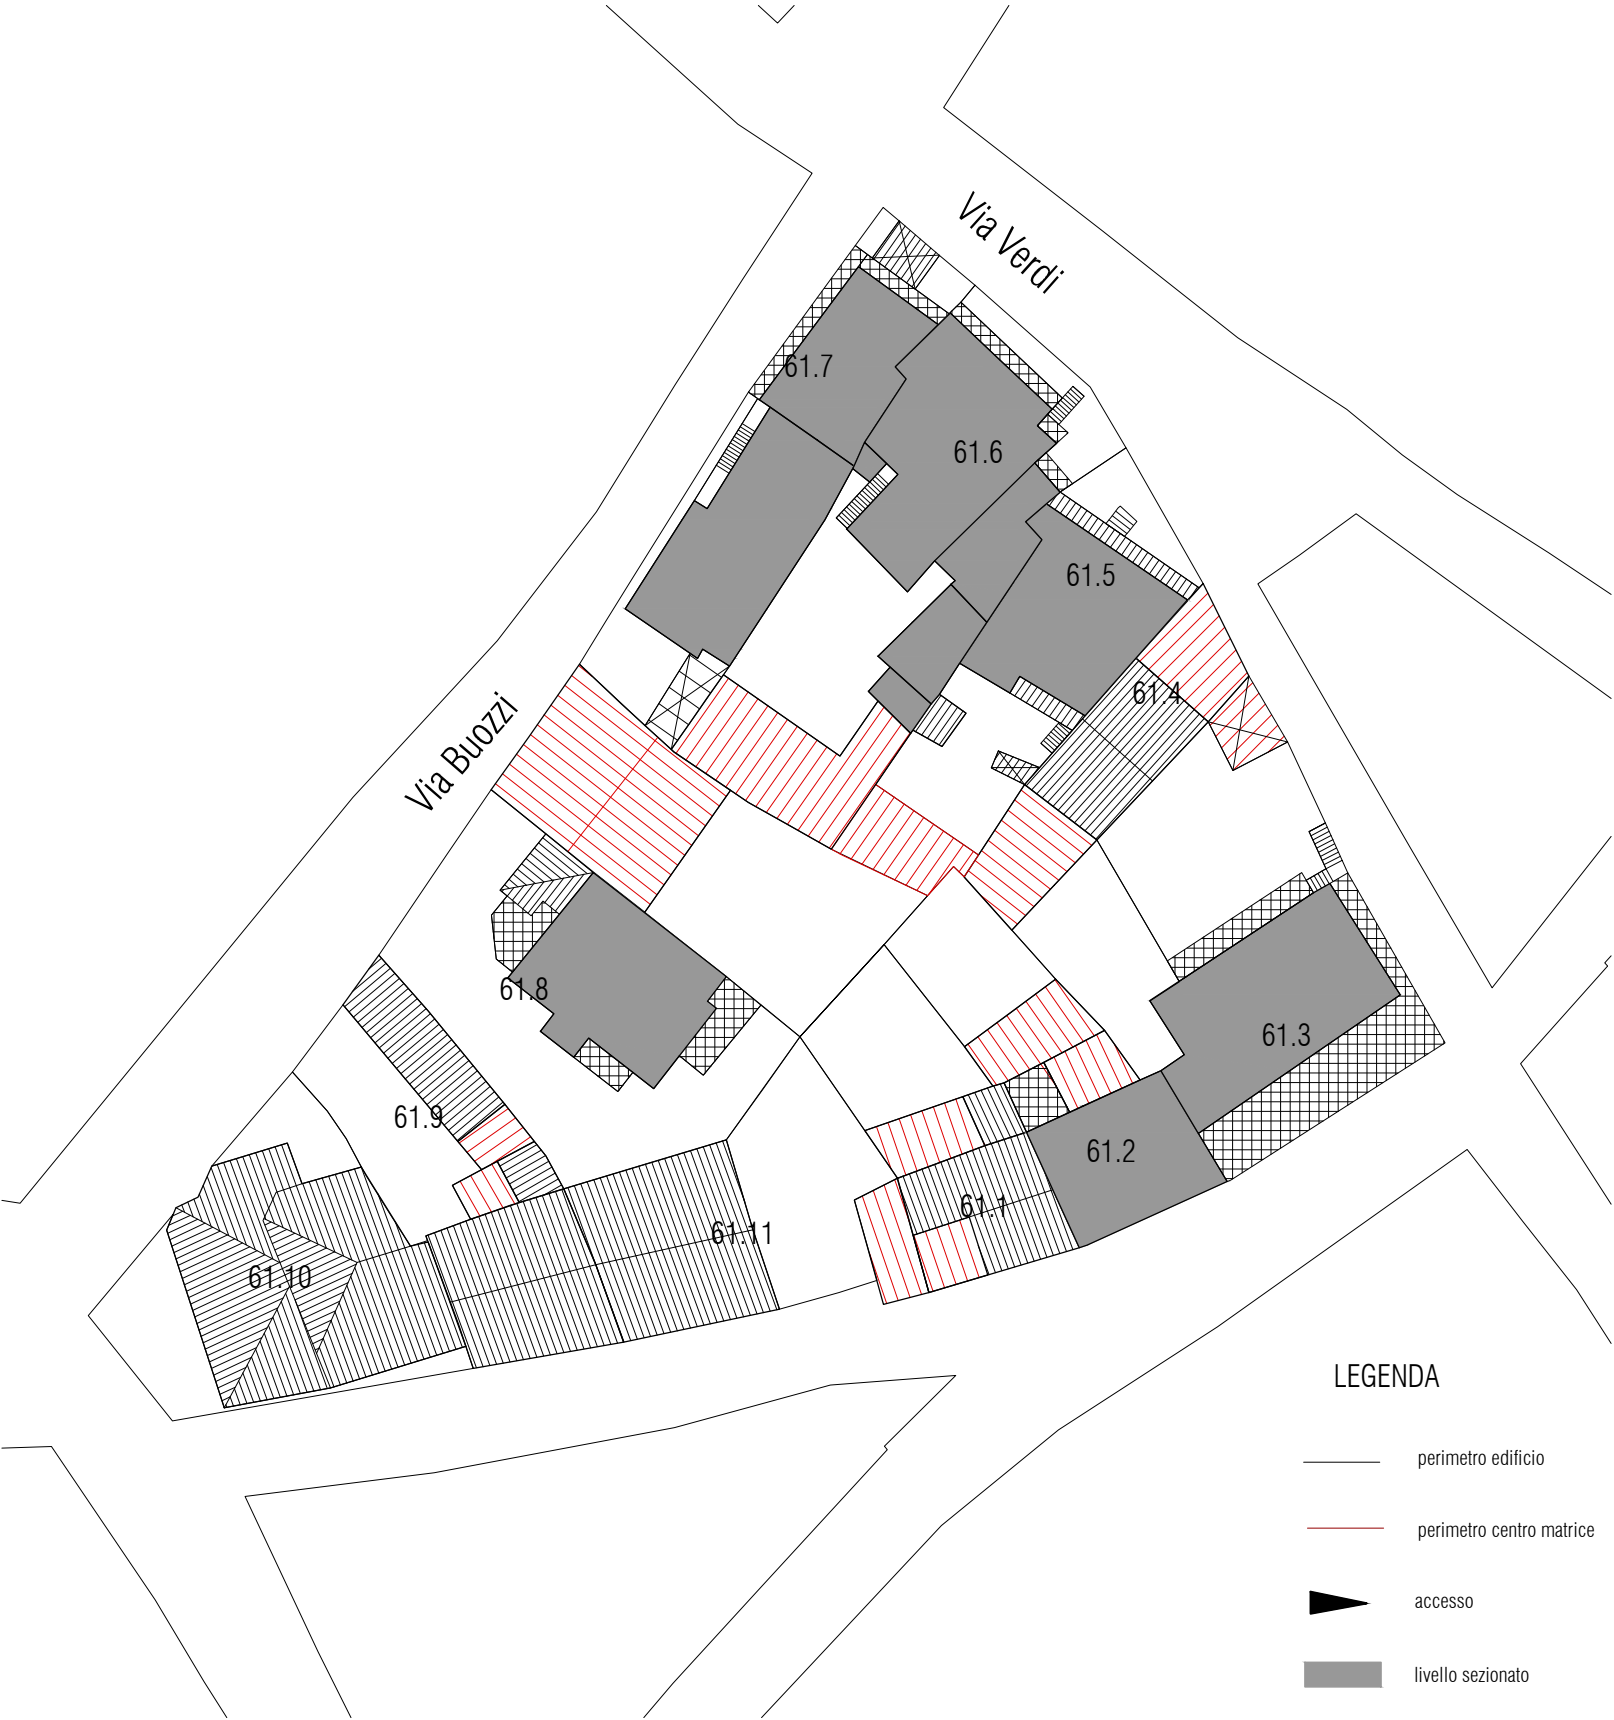 Via Verdi
61.7
61.6
61.5
61.4
Via Buozzi
61.8
61.3
61.9
61.2
61.1
61.11
61.10
LEGENDA
perimetro edificio
perimetro centro matrice
accesso
livello sezionato